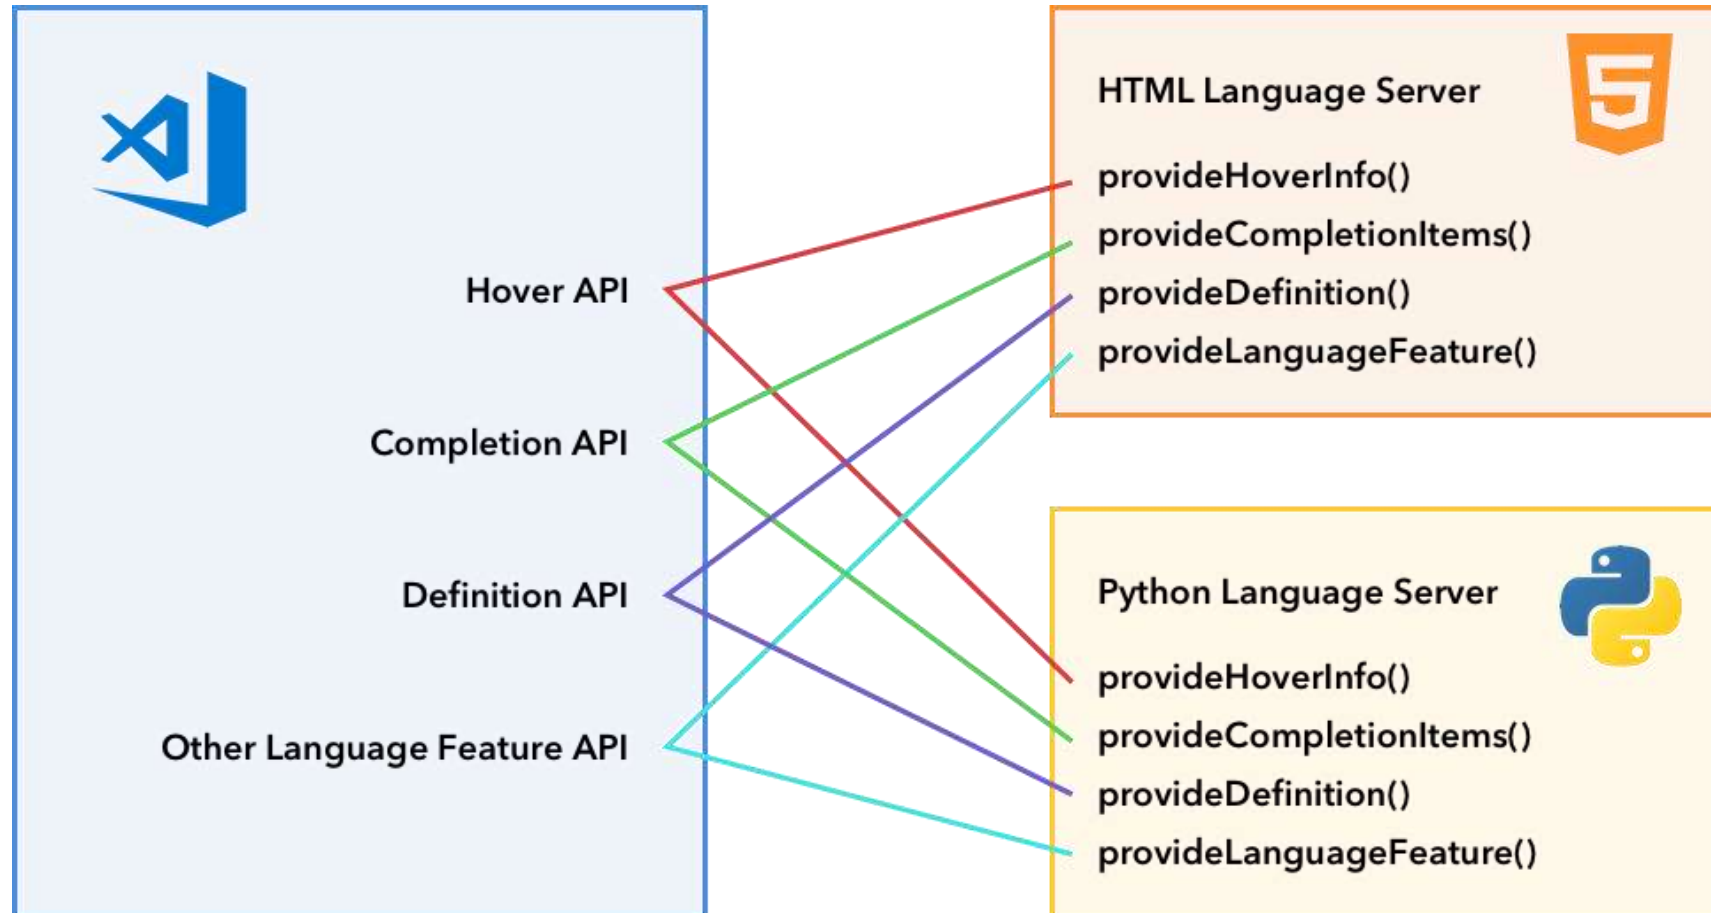 Hover API
Completion API
Definition API
Other Language Feature API
HTML Language Server
5
provideHoverInfo()
provideCompletionItems()
provideDefinition()
provideLanguageFeature()
Python Language Server
provideHoverInfo()
provideCompletionItems()
provideDefinition()
provideLanguageFeature()